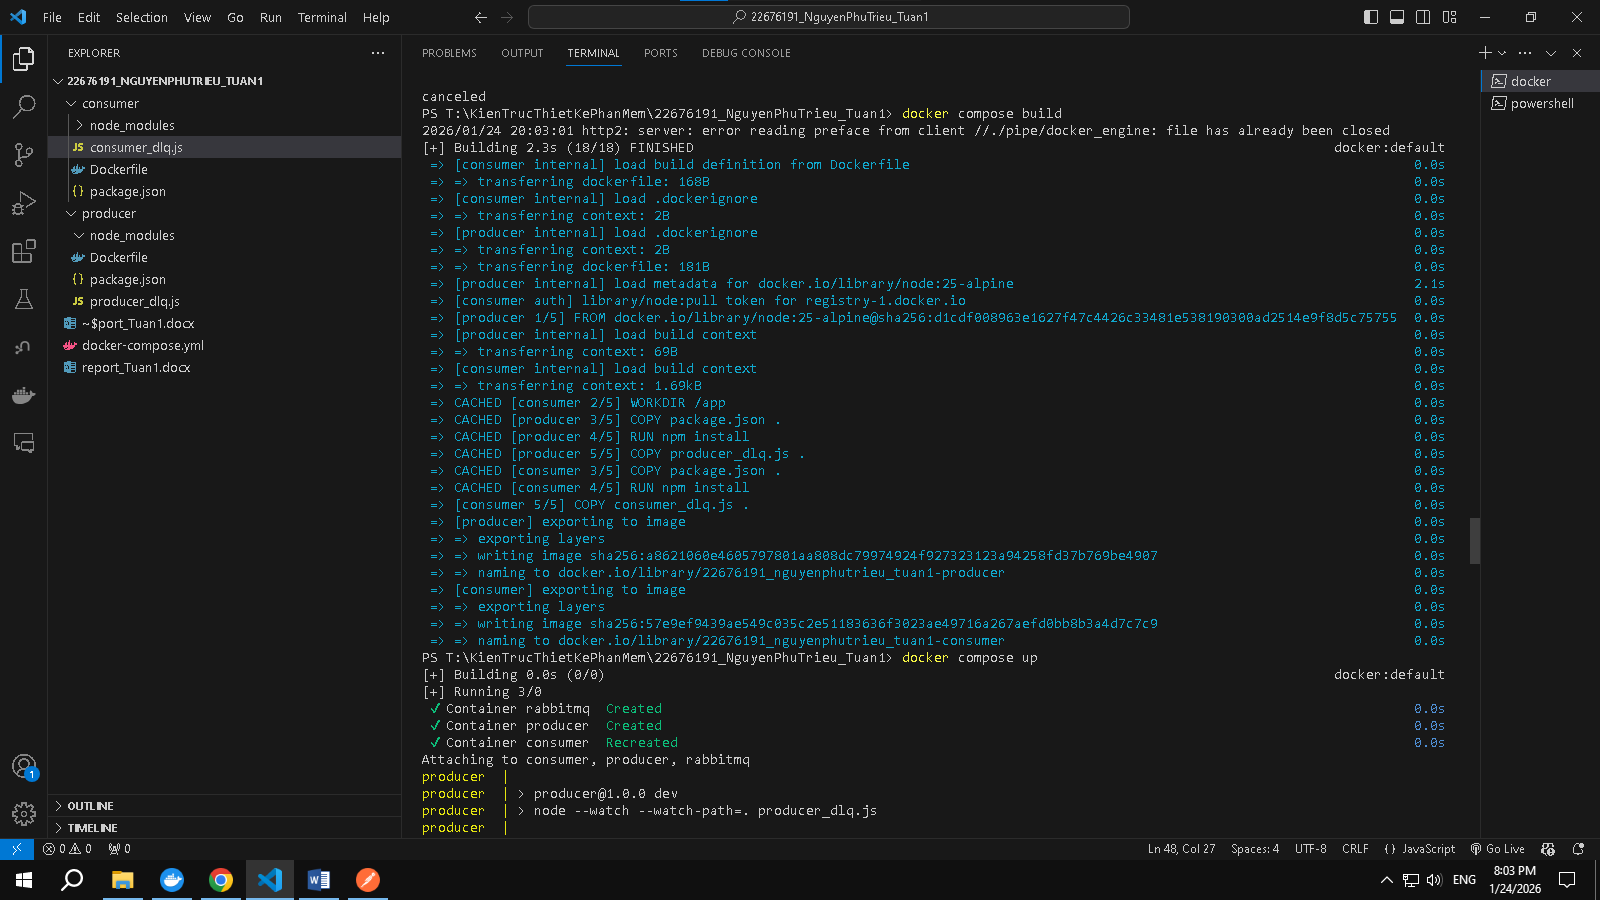 File Edit Selection View Go Run Terminal Help
22676191_NguyenPhuTrieu_Tuan1
EXPLORER
22676191_NGUYENPHUTRIEU_TUAN1
consumer
node_modules
JS consumer_dlq.js
Dockerfile
{} package.json
producer
node_modules
Dockerfile
{} package.json
JS producer_dlq.js
~$port_Tuan1.docx
docker-compose.yml
report_Tuan1.docx
OUTLINE
TIMELINE
PROBLEMS OUTPUT TERMINAL PORTS DEBUG CONSOLE
docker
powershell
canceled
PS T:\KienTrucThietKePhanMem\22676191_NguyenPhuTrieu_Tuan1> docker compose build
2026/01/24 20:03:01 http2: server: error reading preface from client //./pipe/docker_engine: file has already been closed
[+] Building 2.3s (18/18) FINISHED docker:default
=> [consumer internal] load build definition from Dockerfile 0.0s
=> => transferring dockerfile: 168B 0.0s
=> [consumer internal] load .dockerignore 0.0s
=> => transferring context: 2B 0.0s
=> [producer internal] load .dockerignore 0.0s
=> => transferring context: 2B 0.0s
=> => transferring dockerfile: 181B 0.0s
=> [producer internal] load metadata for docker.io/library/node:25-alpine 2.1s
=> [consumer auth] library/node:pull token for registry-1.docker.io 0.0s
=> [producer 1/5] FROM docker.io/library/node:25-alpine@sha256:d1cdf008963e1627f47c4426c33481e538190300ad2514e9f8d5c75755 0.0s
=> [producer internal] load build context 0.0s
=> => transferring context: 69B 0.0s
=> [consumer internal] load build context 0.0s
=> => transferring context: 1.69kB 0.0s
=> CACHED [consumer 2/5] WORKDIR /app 0.0s
=> CACHED [producer 3/5] COPY package.json . 0.0s
=> CACHED [producer 4/5] RUN npm install 0.0s
=> CACHED [producer 5/5] COPY producer_dlq.js . 0.0s
=> CACHED [consumer 3/5] COPY package.json . 0.0s
=> CACHED [consumer 4/5] RUN npm install 0.0s
=> [consumer 5/5] COPY consumer_dlq.js . 0.0s
=> [producer] exporting to image 0.0s
=> => exporting layers 0.0s
=> => writing image sha256:a8621060e4605797801aa808dc79974924f927323123a94258fd37b769be4907 0.0s
=> => naming to docker.io/library/22676191_nguyenphutrieu_tuan1-producer 0.0s
=> [consumer] exporting to image 0.0s
=> => exporting layers 0.0s
=> => writing image sha256:57e9ef9439ae549c035c2e51183636f3023ae49716a267aefd0bb8b3a4d7c7c9 0.0s
=> => naming to docker.io/library/22676191_nguyenphutrieu_tuan1-consumer 0.0s
PS T:\KienTrucThietKePhanMem\22676191_NguyenPhuTrieu_Tuan1> docker compose up
[+] Building 0.0s (0/0) docker:default
[+] Running 3/0
✓ Container rabbitmq Created 0.0s
✓ Container producer Created 0.0s
✓ Container consumer Recreated 0.0s
Attaching to consumer, producer, rabbitmq
producer |
producer | > producer@1.0.0 dev
producer | > node --watch --watch-path=. producer_dlq.js
producer |
1
0 0 0 Ln 48, Col 27 Spaces: 4 UTF-8 CRLF {} JavaScript Go Live
ENG
8:03 PM
1/24/2026